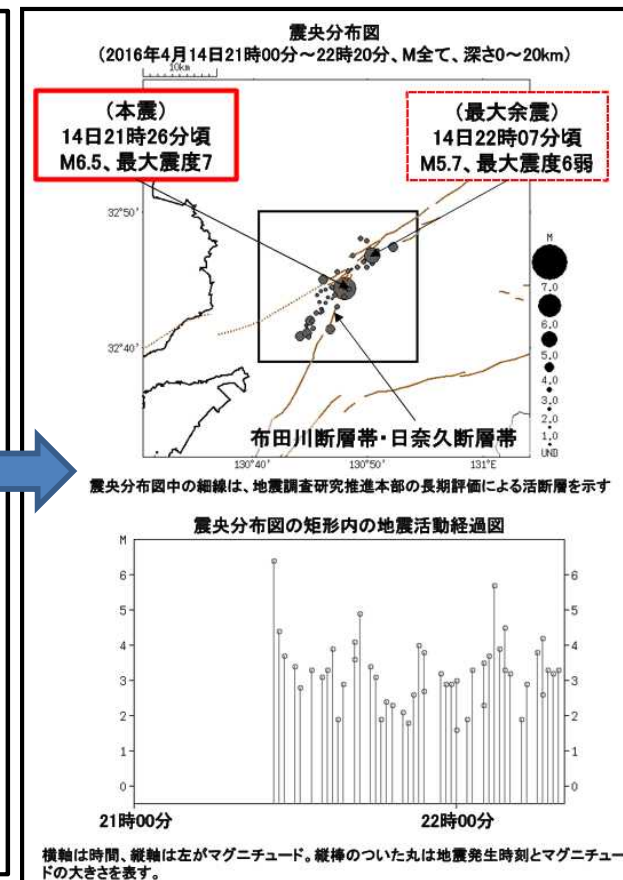 震央分布図
(2016年4月14日21時00分～22時20分、M全て、深さ0～20km)
10km
(本震)
14日21時26分頃
M6.5、最大震度7
(最大余震)
14日22時07分頃
M5.7、最大震度6弱
32°50'
32°40'
M
7.0
6.0
5.0
4.0
3.0
2.0
1.0
UND
布田川断層帯・日奈久断層帯
130°40'
130°50'
131°E
震央分布図中の細線は、地震調査研究推進本部の長期評価による活断層を示す
震央分布図の矩形内の地震活動経過図
M
6
5
4
3
2
1
0
6
5
4
3
2
1
0
21時00分
22時00分
横軸は時間、縦軸は左がマグニチュード。縦棒のついた丸は地震発生時刻とマグニチュー
ドの大きさを表す。